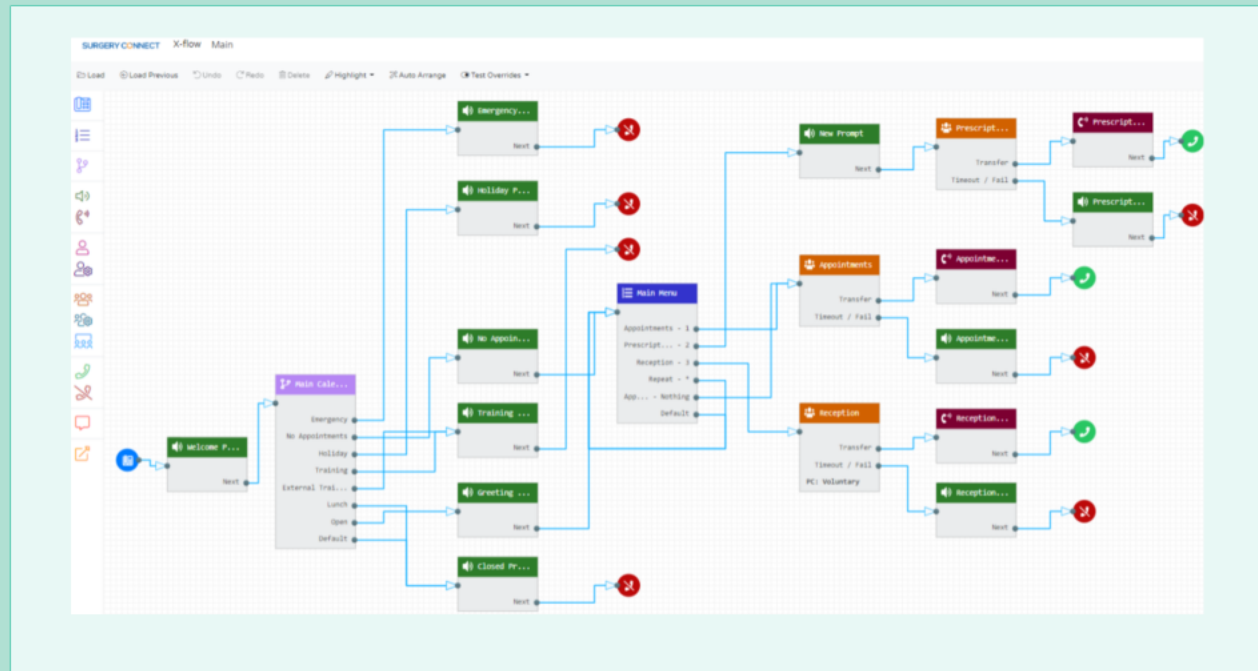 SURGERY CONNECT X-flow Main
Load Load Previous Undo Redo Delete Highlight Auto Arrange Test Overrides
Emergency...
Next
Holiday P...
Next
No Appoin...
Next
Training ...
Next
Greeting ...
Next
Closed Pr...
Next
Welcome P...
Next
Main Cale...
Emergency
No Appointments
Holiday
Training
External Trai...
Lunch
Open
Default
Main Menu
Appointments - 1
Prescript... - 2
Reception - 3
Repeat - *
App... - Nothing
Default
New Prompt
Next
Prescript...
Transfer
Timeout / Fail
Prescript...
Next
Prescript...
Next
Appointments
Transfer
Timeout / Fail
Appointme...
Next
Appointme...
Next
Reception
Transfer
Timeout / Fail
PC: Voluntary
Reception...
Next
Reception...
Next